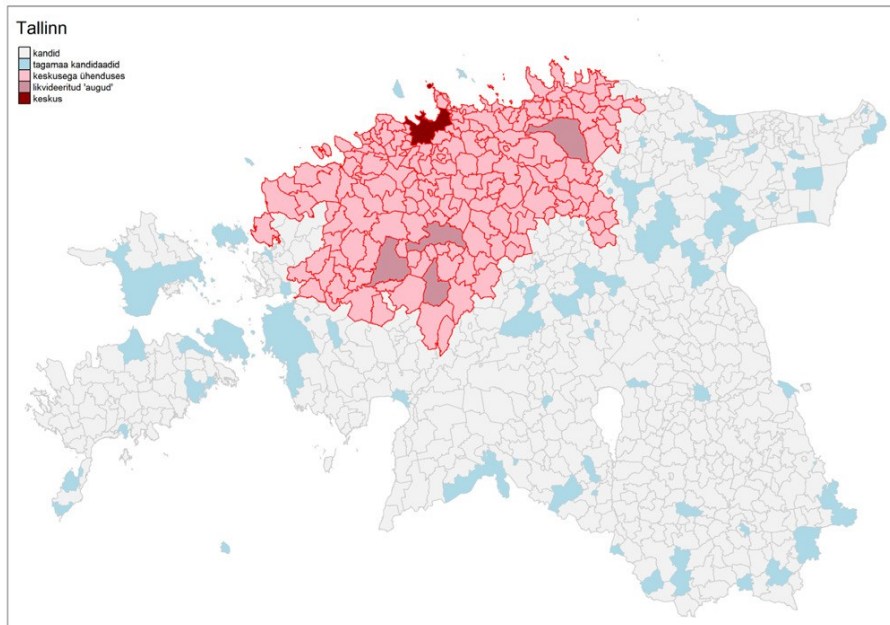 Tallinn
kandid
tagamaa kandidaadid
keskusega ühenduses
likvideeritud 'augud'
keskus